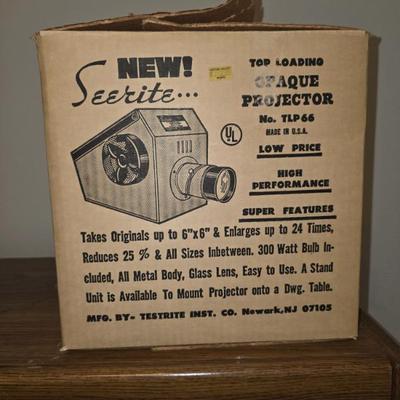 NEW!
Seerite...
TOP LOADING
OPAQUE
PROJECTOR
No. TLP66
MADE IN U.S.A.
UL
LOW PRICE
HIGH
PERFORMANCE
SUPER FEATURES
Takes Originals up to 6"x6" & Enlarges up to 24 Times,
Reduces 25 % & All Sizes Inbetween. 300 Watt Bulb In-
cluded, All Metal Body, Glass Lens, Easy to Use. A Stand
Unit is Available To Mount Projector onto a Dwg. Table.
MFG. BY- TESTRITE INST. CO. Newark,NJ 07105